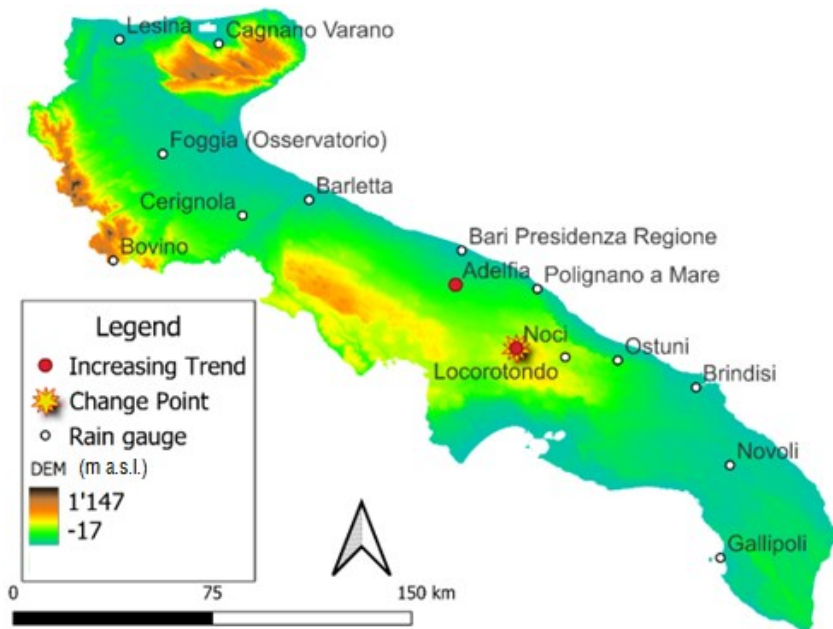 Lesina
Cagnano Varano
Foggia (Osservatorio)
Barletta
Cerignola
Bovino
Bari Presidenza Regione
Adelfia
Polignano a Mare
Noci
Ostuni
Locorotondo
Brindisi
Novoli
Gallipoli
Legend
Increasing Trend
Change Point
Rain gauge
DEM (m a.s.l.)
1'147
-17
0 75 150 km